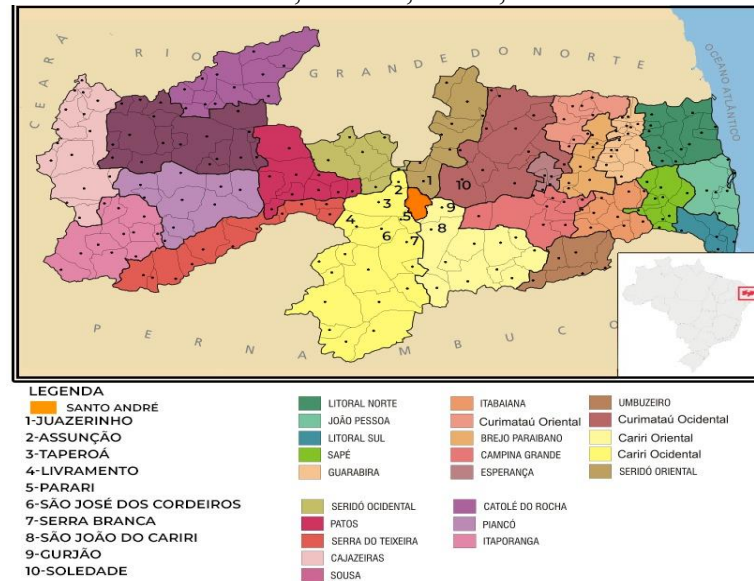 CEARÁ
RIO GRANDE DO NORTE
OCEANO ATLÂNTICO
PERNAMBUCO
1
2
3
4
5
6
7
8
9
10
LEGENDA
SANTO ANDRÉ
1-JUAZERINHO
2-ASSUNÇÃO
3-TAPEROÁ
4-LIVRAMENTO
5-PARARI
6-SÃO JOSÉ DOS CORDEIROS
7-SERRA BRANCA
8-SÃO JOÃO DO CARIRI
9-GURJÃO
10-SOLEDADE
LITORAL NORTE
JOÃO PESSOA
LITORAL SUL
SAPÉ
GUARABIRA
ITABAIANA
Curimataú Oriental
BREJO PARAIBANO
CAMPINA GRANDE
ESPERANÇA
UMBUZEIRO
Curimataú Ocidental
Cariri Oriental
Cariri Ocidental
SERIDÓ ORIENTAL
SERIDÓ OCIDENTAL
PATOS
SERRA DO TEIXEIRA
CAJAZEIRAS
SOUSA
CATOLÉ DO ROCHA
PIANCÓ
ITAPORANGA